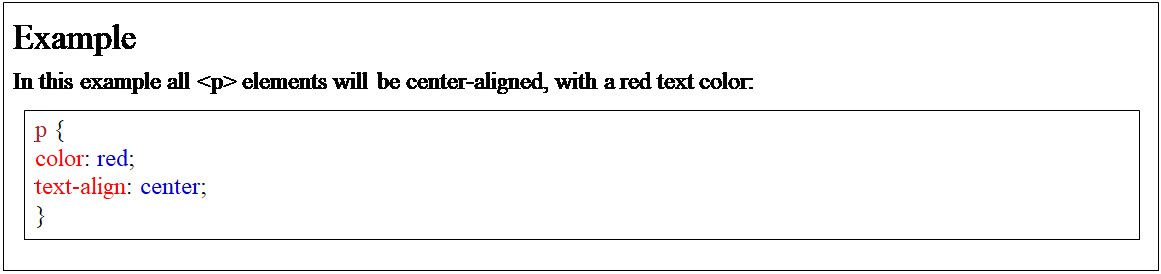 Example
In this example all <p> elements will be center-aligned, with a red text color:
p {
color: red;
text-align: center;
}